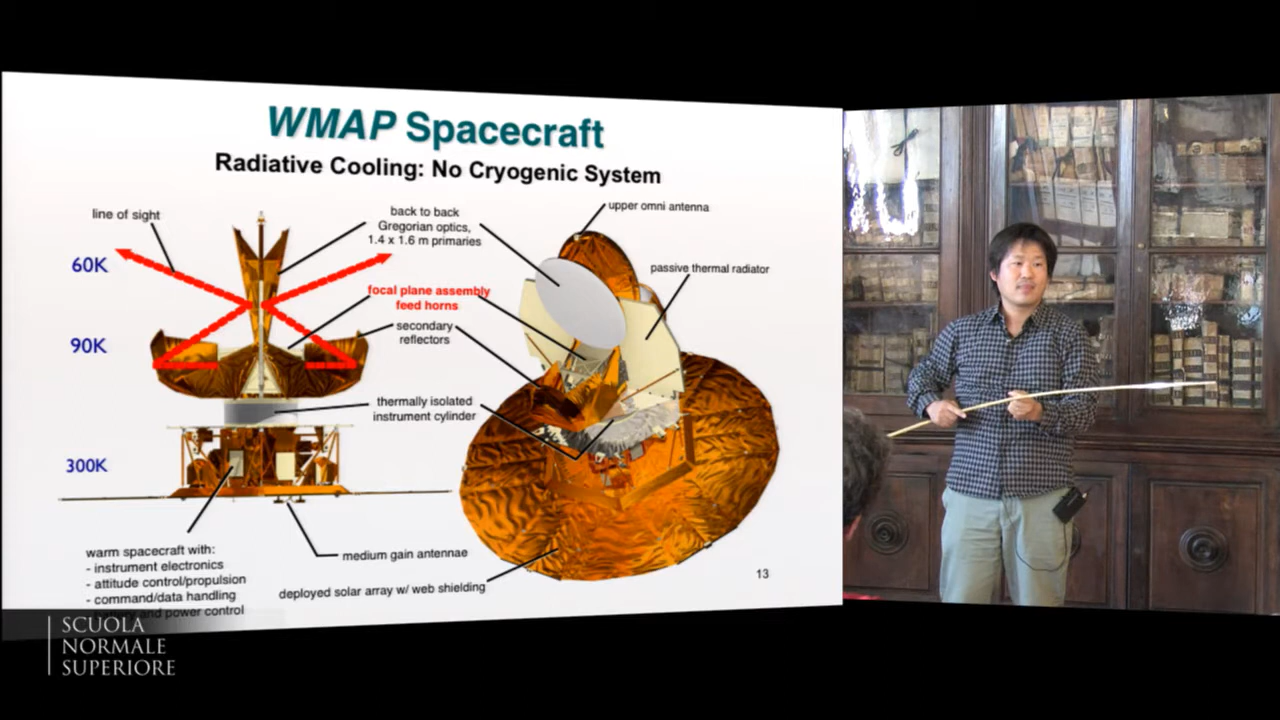 WMAP Spacecraft
Radiative Cooling: No Cryogenic System
line of sight
back to back
Gregorian optics,
1.4 x 1.6 m primaries
upper omni antenna
passive thermal radiator
60K
focal plane assembly
feed horns
90K
secondary
reflectors
thermally isolated
instrument cylinder
300K
warm spacecraft with:
- instrument electronics
- attitude control/propulsion
- command/data handling
- battery and power control
medium gain antennae
deployed solar array w/ web shielding
13
SCUOLA
NORMALE
SUPERIORE